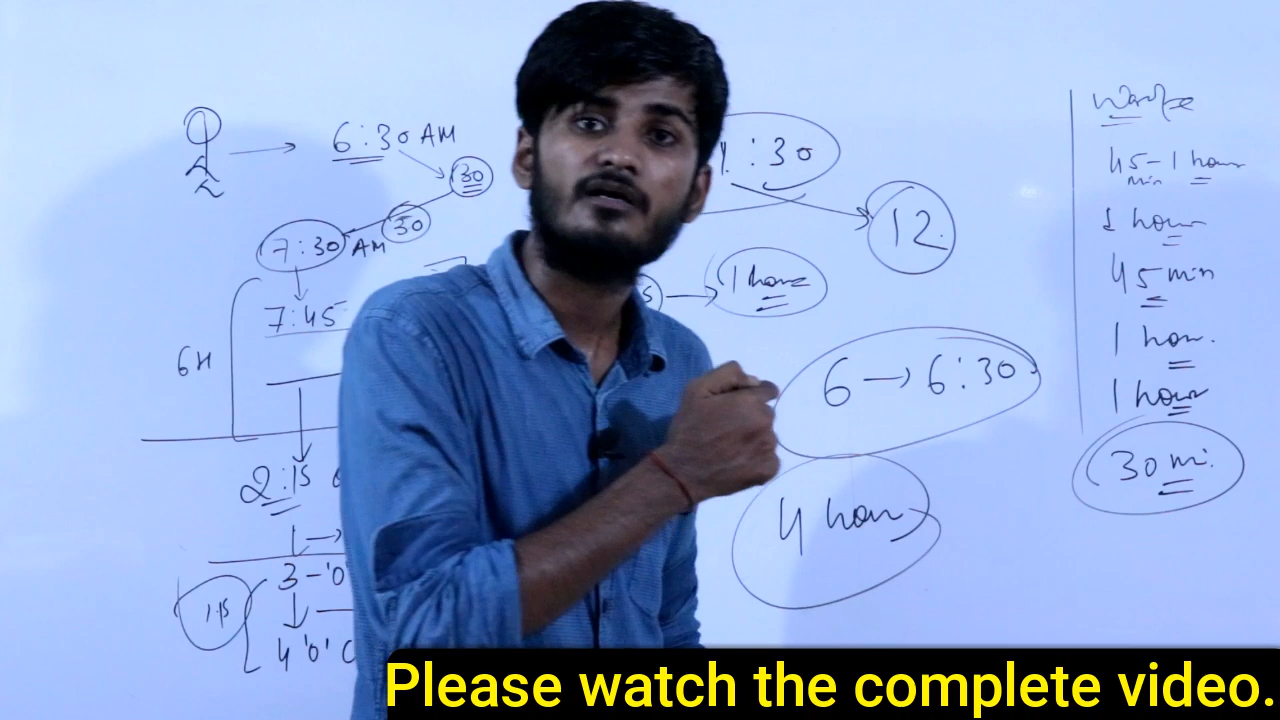 6:30 AM
30
30
7:30 AM
7:45
6H
2:15
1 →
3-'0'
1.15
4 '0' C
:30
12
1 hour
6 → 6:30
4 hour
Waste
45-1 hour
min
1 hour
45 min
1 hour.
1 hour
30 mi.
Please watch the complete video.